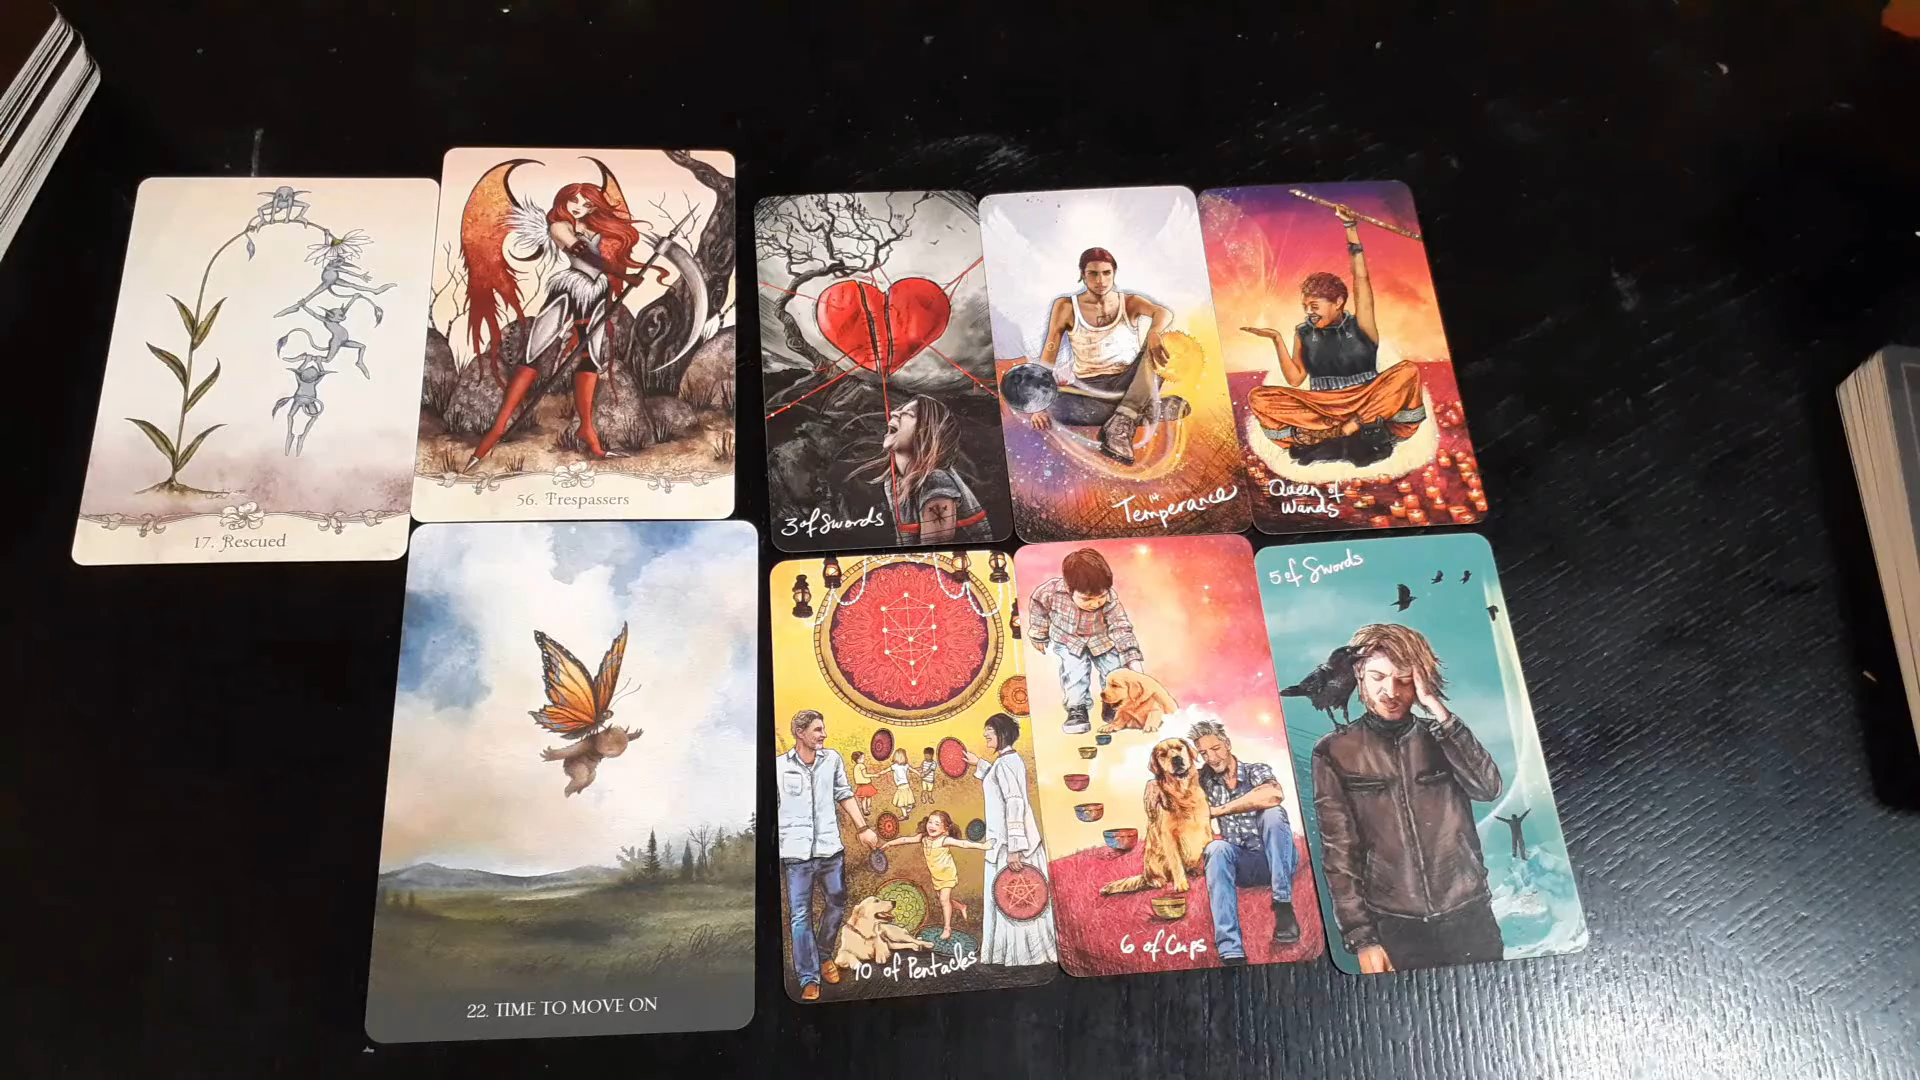 17. Rescued
56. Trespassers
3 of Swords
14
Temperance
Queen of
Wands
22. TIME TO MOVE ON
10 of Pentacles
6 of Cups
5 of Swords